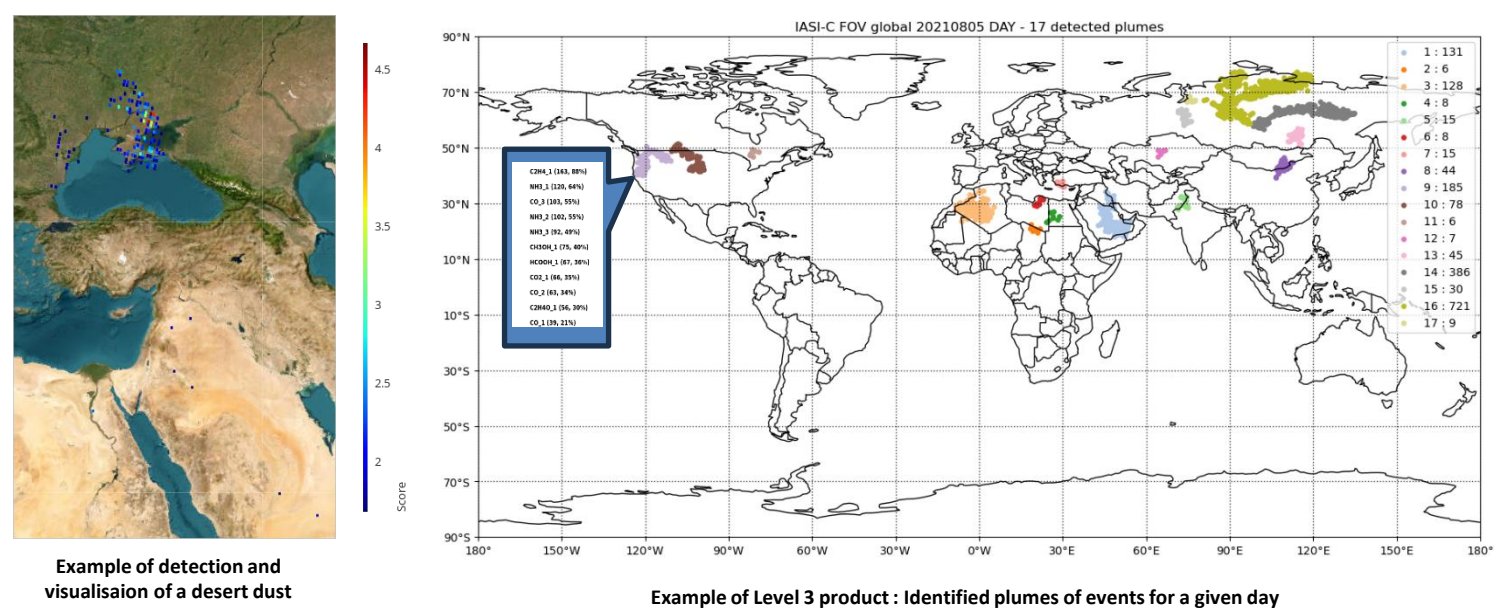 4.5
4
3.5
3
2.5
2
Score
Example of detection and
visualisaion of a desert dust
IASI-C FOV global 20210805 DAY - 17 detected plumes
90°N
70°N
50°N
30°N
10°N
10°S
30°S
50°S
70°S
90°S
180° 150°W 120°W 90°W 60°W 30°W 0°W 30°E 60°E 90°E 120°E 150°E 180°
C2H4_1 (163, 88%)
NH3_1 (120, 64%)
CO_3 (103, 55%)
NH3_2 (102, 55%)
NH3_3 (92, 49%)
CH3OH_1 (75, 40%)
HCOOH_1 (67, 36%)
CO2_1 (66, 35%)
CO_2 (63, 34%)
C2H4O_1 (56, 30%)
CO_1 (39, 21%)
1 : 131
2 : 6
3 : 128
4 : 8
5 : 15
6 : 8
7 : 15
8 : 44
9 : 185
10 : 78
11 : 6
12 : 7
13 : 45
14 : 386
15 : 30
16 : 721
17 : 9
Example of Level 3 product : Identified plumes of events for a given day